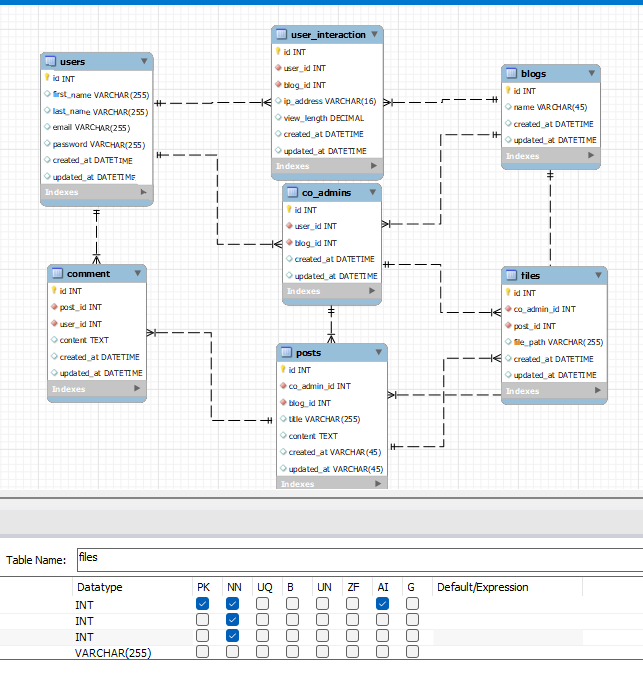 users
id INT
first_name VARCHAR(255)
last_name VARCHAR(255)
email VARCHAR(255)
password VARCHAR(255)
created_at DATETIME
updated_at DATETIME
Indexes
user_interaction
id INT
user_id INT
blog_id INT
ip_address VARCHAR(16)
view_length DECIMAL
created_at DATETIME
updated_at DATETIME
Indexes
blogs
id INT
name VARCHAR(45)
created_at DATETIME
updated_at DATETIME
Indexes
co_admins
id INT
user_id INT
blog_id INT
created_at DATETIME
updated_at DATETIME
Indexes
comment
id INT
post_id INT
user_id INT
content TEXT
created_at DATETIME
updated_at DATETIME
Indexes
files
id INT
co_admin_id INT
post_id INT
file_path VARCHAR(255)
created_at DATETIME
updated_at DATETIME
Indexes
posts
id INT
co_admin_id INT
blog_id INT
title VARCHAR(255)
content TEXT
created_at VARCHAR(45)
updated_at VARCHAR(45)
Indexes
Table Name: files
Datatype PK NN UQ B UN ZF AI G Default/Expression
INT
INT
INT
VARCHAR(255)